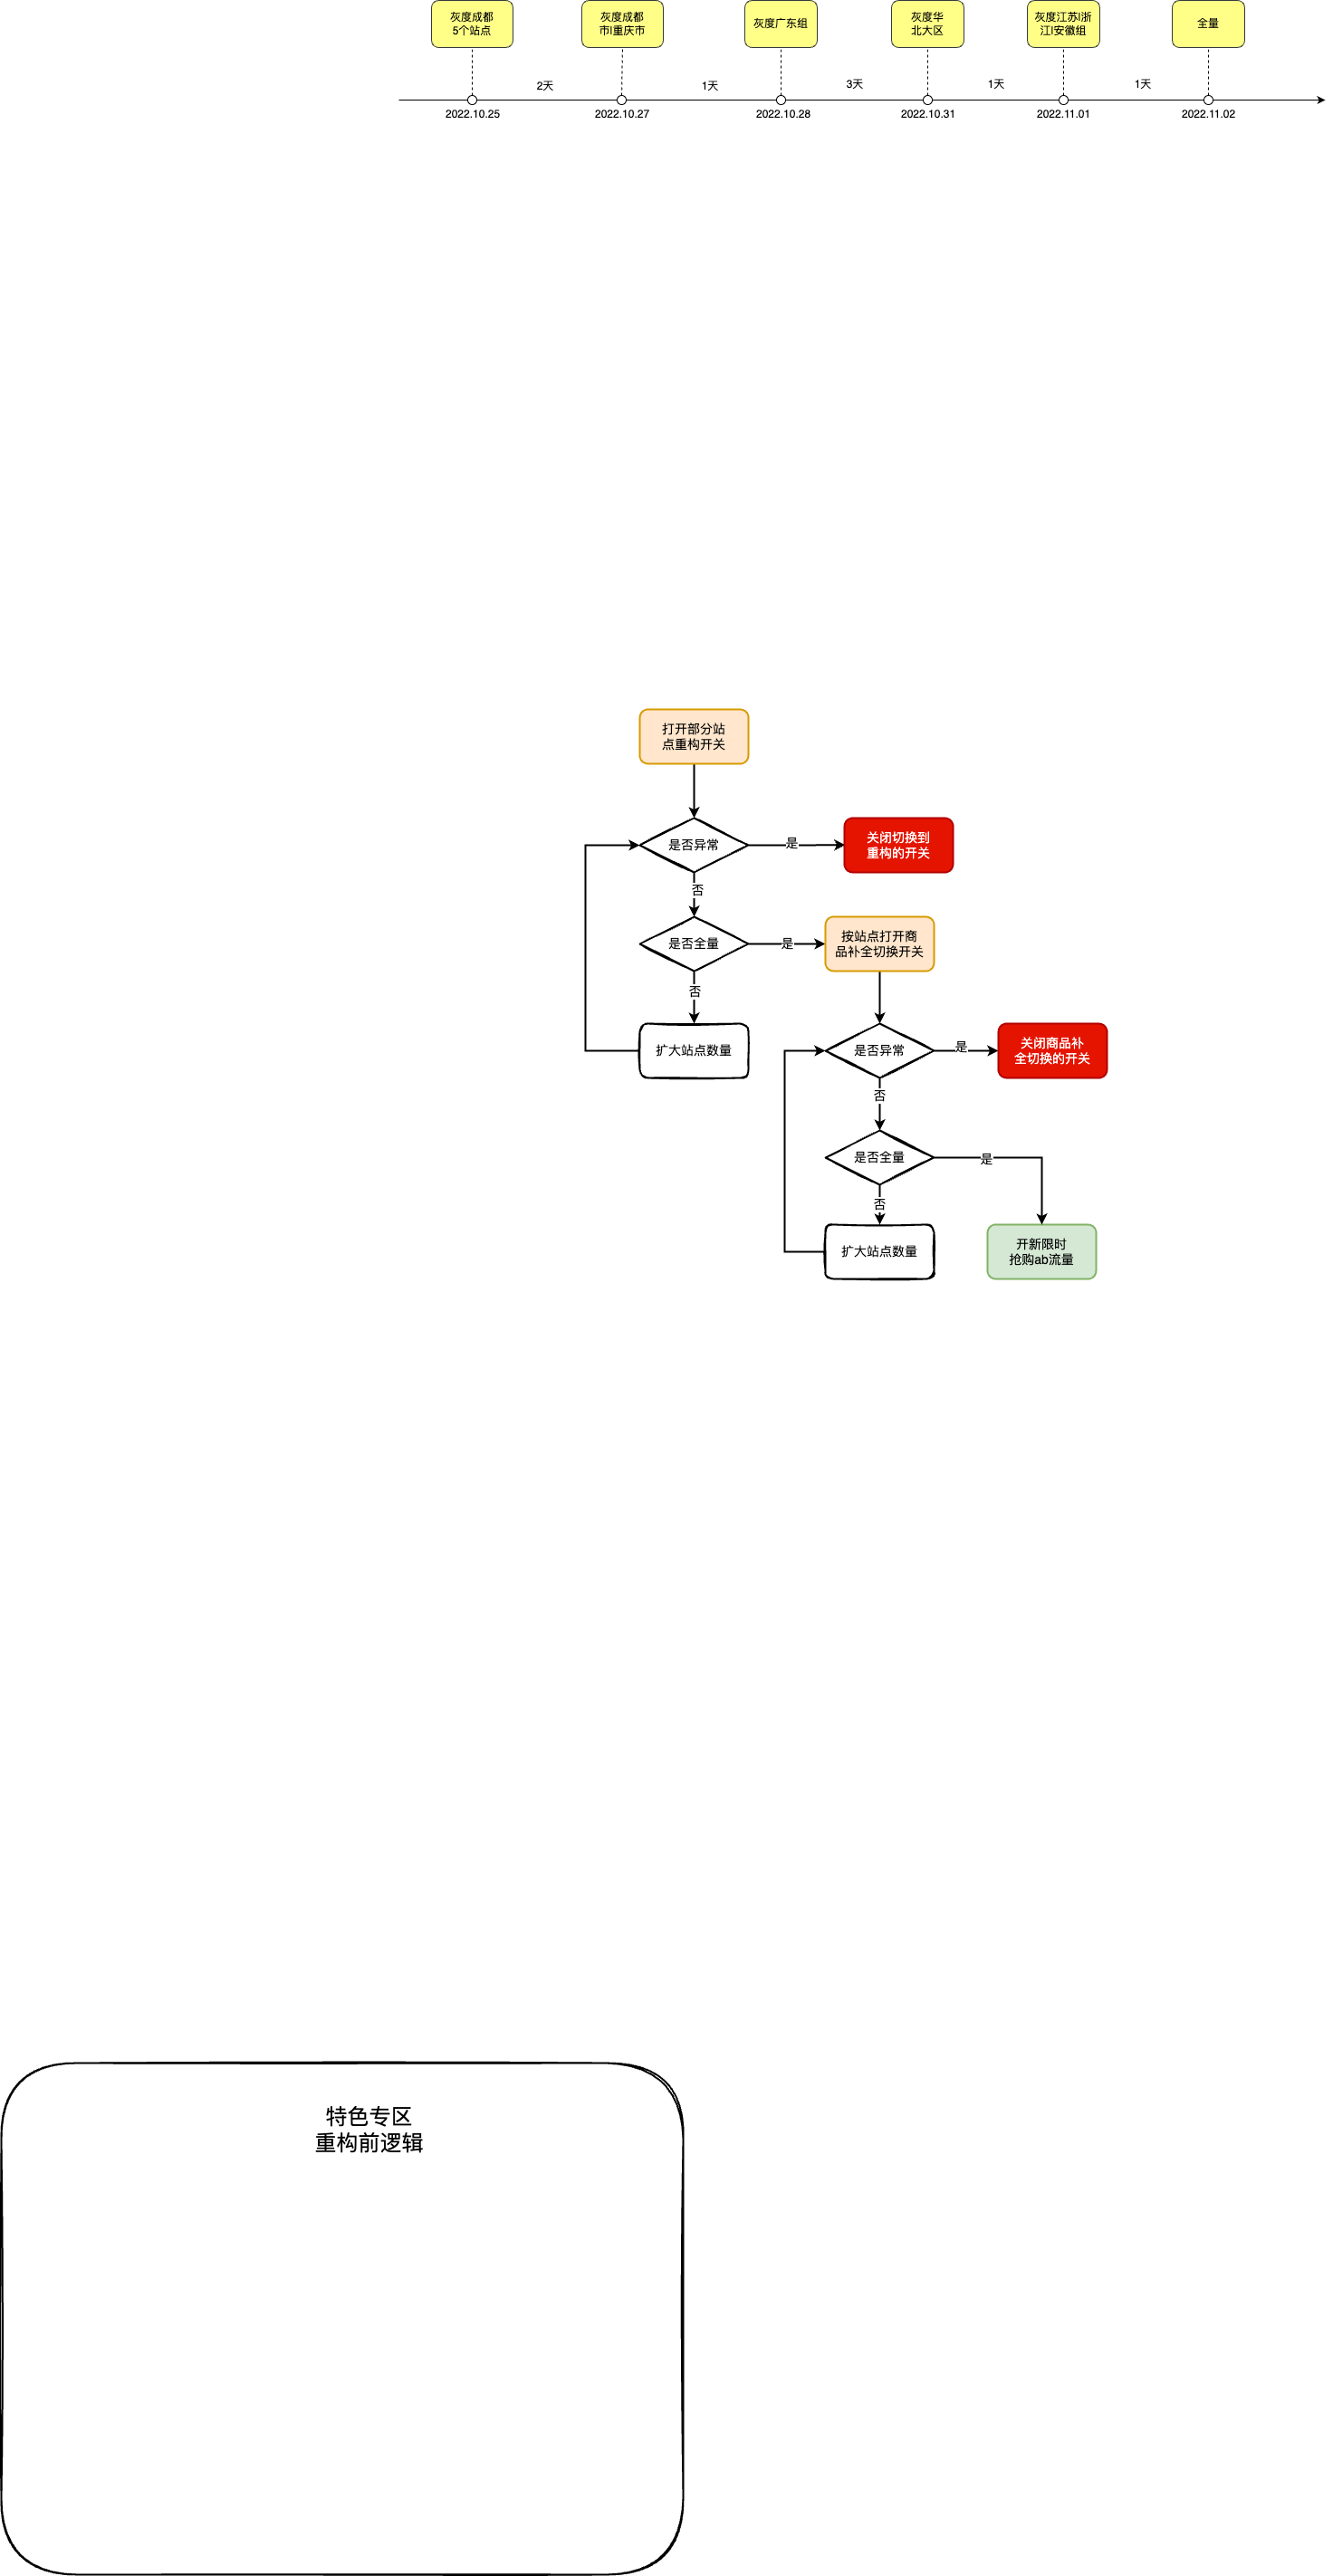 灰度成都
5个站点
灰度成都
市|重庆市
灰度广东组
灰度华
北大区
灰度江苏|浙
江|安徽组
全量
2天
1天
3天
1天
1天
2022.10.25
2022.10.27
2022.10.28
2022.10.31
2022.11.01
2022.11.02
打开部分站
点重构开关
是否异常
是
关闭切换到
重构的开关
否
是否全量
是
按站点打开商
品补全切换开关
否
扩大站点数量
是否异常
是
关闭商品补
全切换的开关
否
是否全量
是
否
扩大站点数量
开新限时
抢购ab流量
特色专区
重构前逻辑